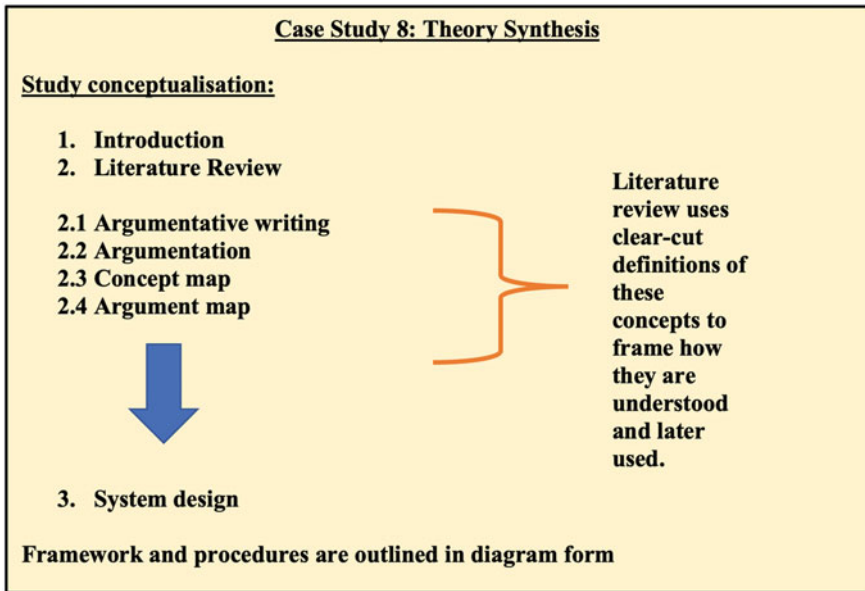 Case Study 8: Theory Synthesis
Study conceptualisation:
1. Introduction
2. Literature Review
2.1 Argumentative writing
2.2 Argumentation
2.3 Concept map
2.4 Argument map
Literature
review uses
clear-cut
definitions of
these
concepts to
frame how
they are
understood
and later
used.
3. System design
Framework and procedures are outlined in diagram form